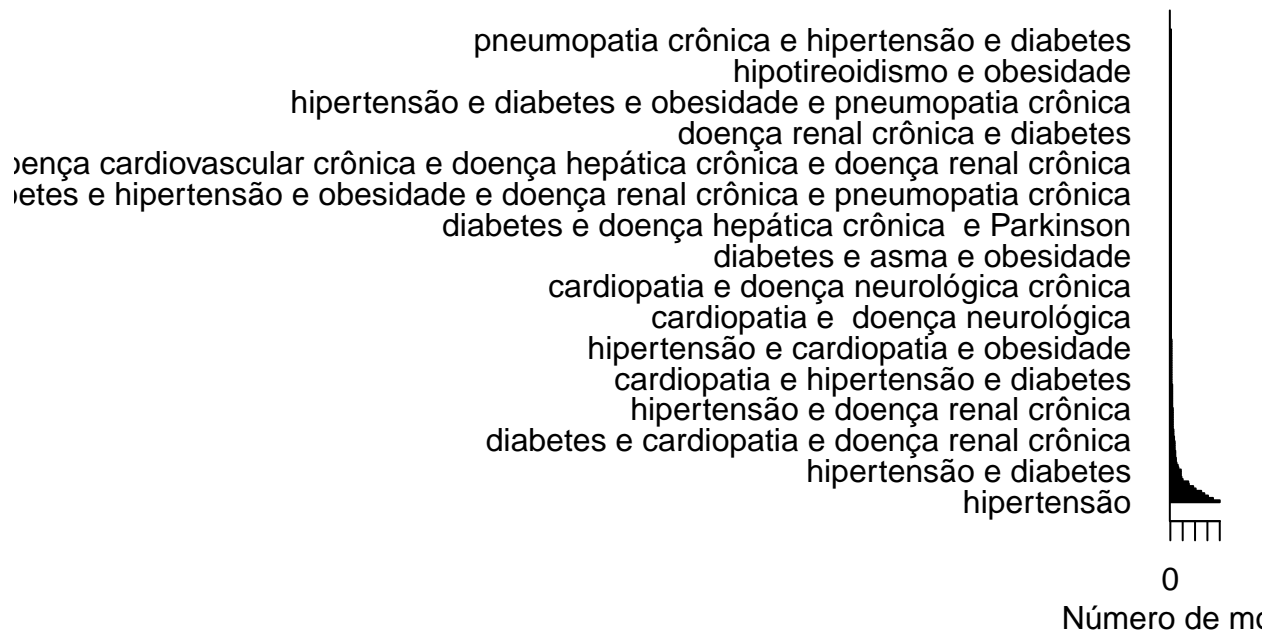 pneumopatia crônica e hipertensão e diabetes
hipotireoidismo e obesidade
hipertensão e diabetes e obesidade e pneumopatia crônica
doença renal crônica e diabetes
ença cardiovascular crônica e doença hepática crônica e doença renal crônica
etes e hipertensão e obesidade e doença renal crônica e pneumopatia crônica
diabetes e doença hepática crônica  e Parkinson
diabetes e asma e obesidade
cardiopatia e doença neurológica crônica
cardiopatia e  doença neurológica
hipertensão e cardiopatia e obesidade
cardiopatia e hipertensão e diabetes
hipertensão e doença renal crônica
diabetes e cardiopatia e doença renal crônica
hipertensão e diabetes
hipertensão
0
Número de mo